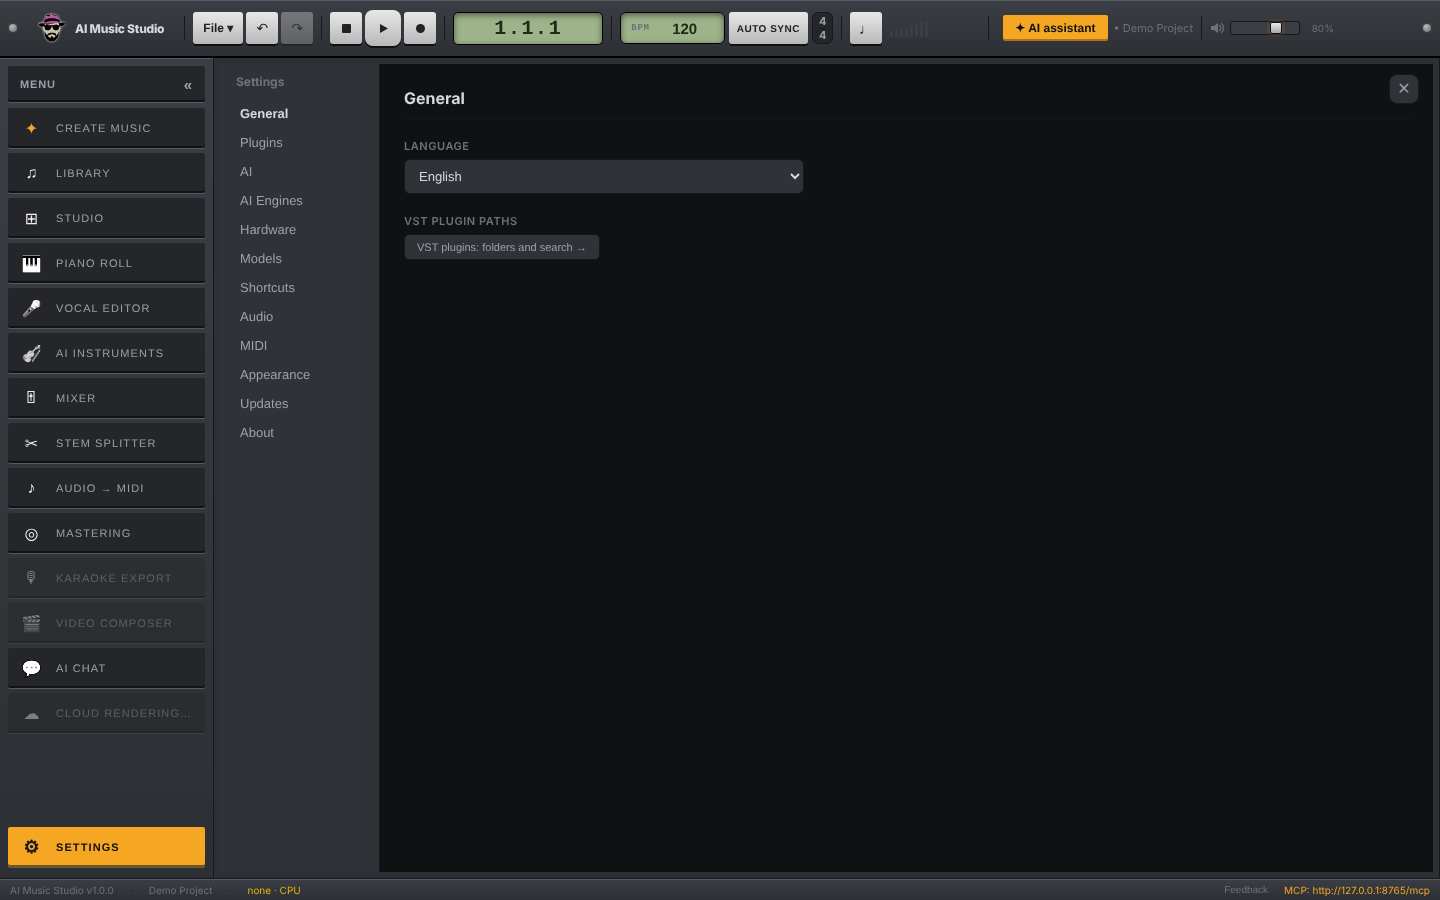 AI Music Studio
File ▾
↶
↷
1.1.1
BPM 120
AUTO SYNC
4
4
♩
✦ AI assistant
• Demo Project
80%
MENU «
CREATE MUSIC
LIBRARY
STUDIO
PIANO ROLL
VOCAL EDITOR
AI INSTRUMENTS
MIXER
STEM SPLITTER
AUDIO → MIDI
MASTERING
KARAOKE EXPORT
VIDEO COMPOSER
AI CHAT
CLOUD RENDERING...
SETTINGS
Settings
General
Plugins
AI
AI Engines
Hardware
Models
Shortcuts
Audio
MIDI
Appearance
Updates
About
General
✕
LANGUAGE
English
VST PLUGIN PATHS
VST plugins: folders and search →
AI Music Studio v1.0.0 · Demo Project · none · CPU
Feedback MCP: http://127.0.0.1:8765/mcp